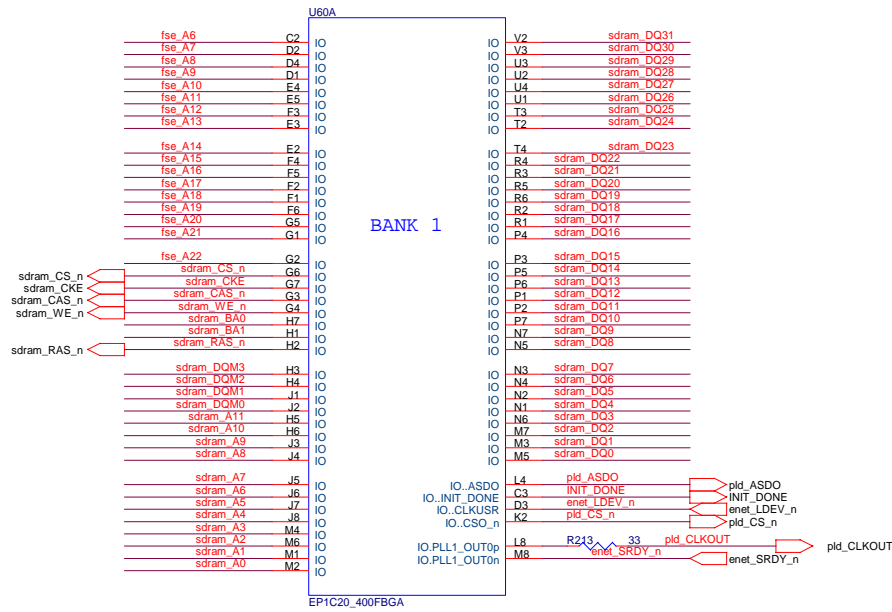 U60A
fse_A6 C2 IO IO V2 sdram_DQ31
fse_A7 D2 IO IO V3 sdram_DQ30
fse_A8 D4 IO IO U3 sdram_DQ29
fse_A9 D1 IO IO U2 sdram_DQ28
fse_A10 E4 IO IO U4 sdram_DQ27
fse_A11 E5 IO IO U1 sdram_DQ26
fse_A12 F3 IO IO T3 sdram_DQ25
fse_A13 E3 IO IO T2 sdram_DQ24
fse_A14 E2 IO IO T4 sdram_DQ23
fse_A15 F4 IO IO R4 sdram_DQ22
fse_A16 F5 IO IO R3 sdram_DQ21
fse_A17 F2 IO IO R5 sdram_DQ20
fse_A18 F1 IO IO R6 sdram_DQ19
fse_A19 F6 IO IO R2 sdram_DQ18
fse_A20 G5 IO BANK 1 IO R1 sdram_DQ17
fse_A21 G1 IO IO P4 sdram_DQ16
fse_A22 G2 IO IO P3 sdram_DQ15
sdram_CS_n sdram_CS_n G6 IO IO P5 sdram_DQ14
sdram_CKE sdram_CKE G7 IO IO P6 sdram_DQ13
sdram_CAS_n sdram_CAS_n G3 IO IO P1 sdram_DQ12
sdram_WE_n sdram_WE_n G4 IO IO P2 sdram_DQ11
sdram_BA0 H7 IO IO P7 sdram_DQ10
sdram_BA1 H1 IO IO N7 sdram_DQ9
sdram_RAS_n sdram_RAS_n H2 IO IO N5 sdram_DQ8
sdram_DQM3 H3 IO IO N3 sdram_DQ7
sdram_DQM2 H4 IO IO N4 sdram_DQ6
sdram_DQM1 J1 IO IO N2 sdram_DQ5
sdram_DQM0 J2 IO IO N1 sdram_DQ4
sdram_A11 H5 IO IO N6 sdram_DQ3
sdram_A10 H6 IO IO M7 sdram_DQ2
sdram_A9 J3 IO IO M3 sdram_DQ1
sdram_A8 J4 IO IO M5 sdram_DQ0
sdram_A7 J5 IO IO..ASDO L4 pld_ASDO pld_ASDO
sdram_A6 J6 IO IO..INIT_DONE C3 INIT_DONE INIT_DONE
sdram_A5 J7 IO IO..CLKUSR D3 enet_LDEV_n enet_LDEV_n
sdram_A4 J8 IO IO..CSO_n K2 pld_CS_n pld_CS_n
sdram_A3 M4 IO
sdram_A2 M6 IO IO.PLL1_OUT0p L8 R213 33 pld_CLKOUT pld_CLKOUT
sdram_A1 M1 IO IO.PLL1_OUT0n M8 enet_SRDY_n enet_SRDY_n
sdram_A0 M2 IO
EP1C20_400FBGA